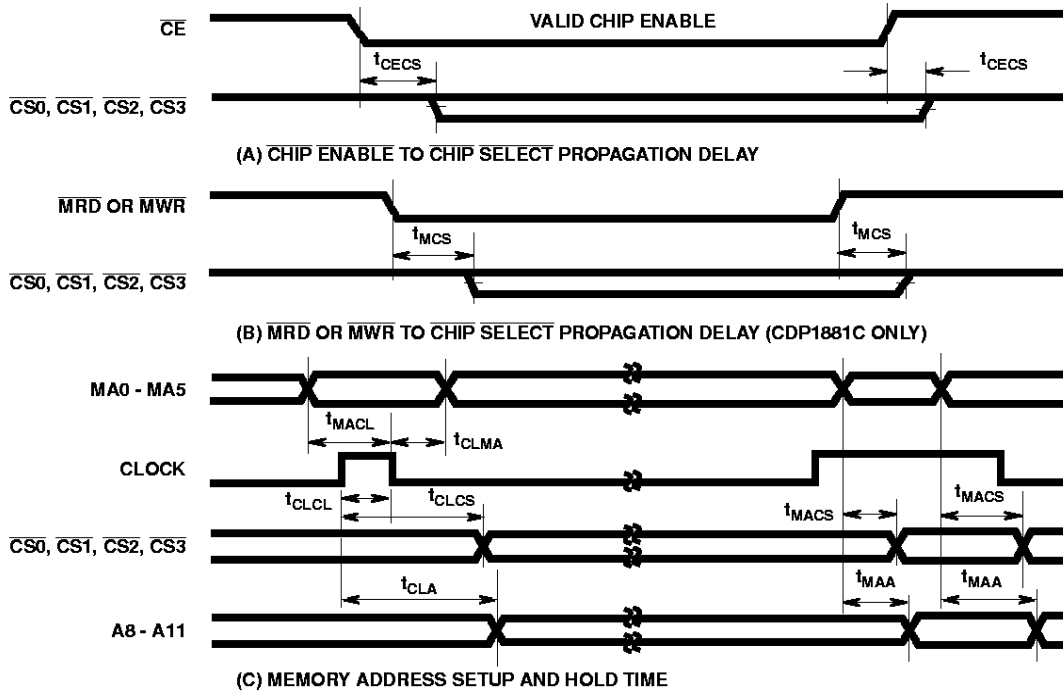 CE VALID CHIP ENABLE
tCECS tCECS
CS0, CS1, CS2, CS3
(A) CHIP ENABLE TO CHIP SELECT PROPAGATION DELAY
MRD OR MWR
tMCS tMCS
CS0, CS1, CS2, CS3
(B) MRD OR MWR TO CHIP SELECT PROPAGATION DELAY (CDP1881C ONLY)
MA0 - MA5
tMACL tCLMA
CLOCK
tCLCL tCLCS tMACS tMACS
CS0, CS1, CS2, CS3
tCLA tMAA tMAA
A8 - A11
(C) MEMORY ADDRESS SETUP AND HOLD TIME